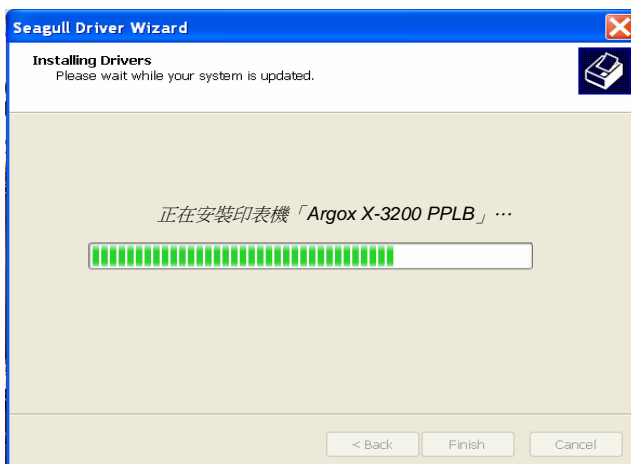 Seagull Driver Wizard
Installing Drivers
Please wait while your system is updated.
正在安裝印表機「Argox X-3200 PPLB」…
< Back
Finish
Cancel